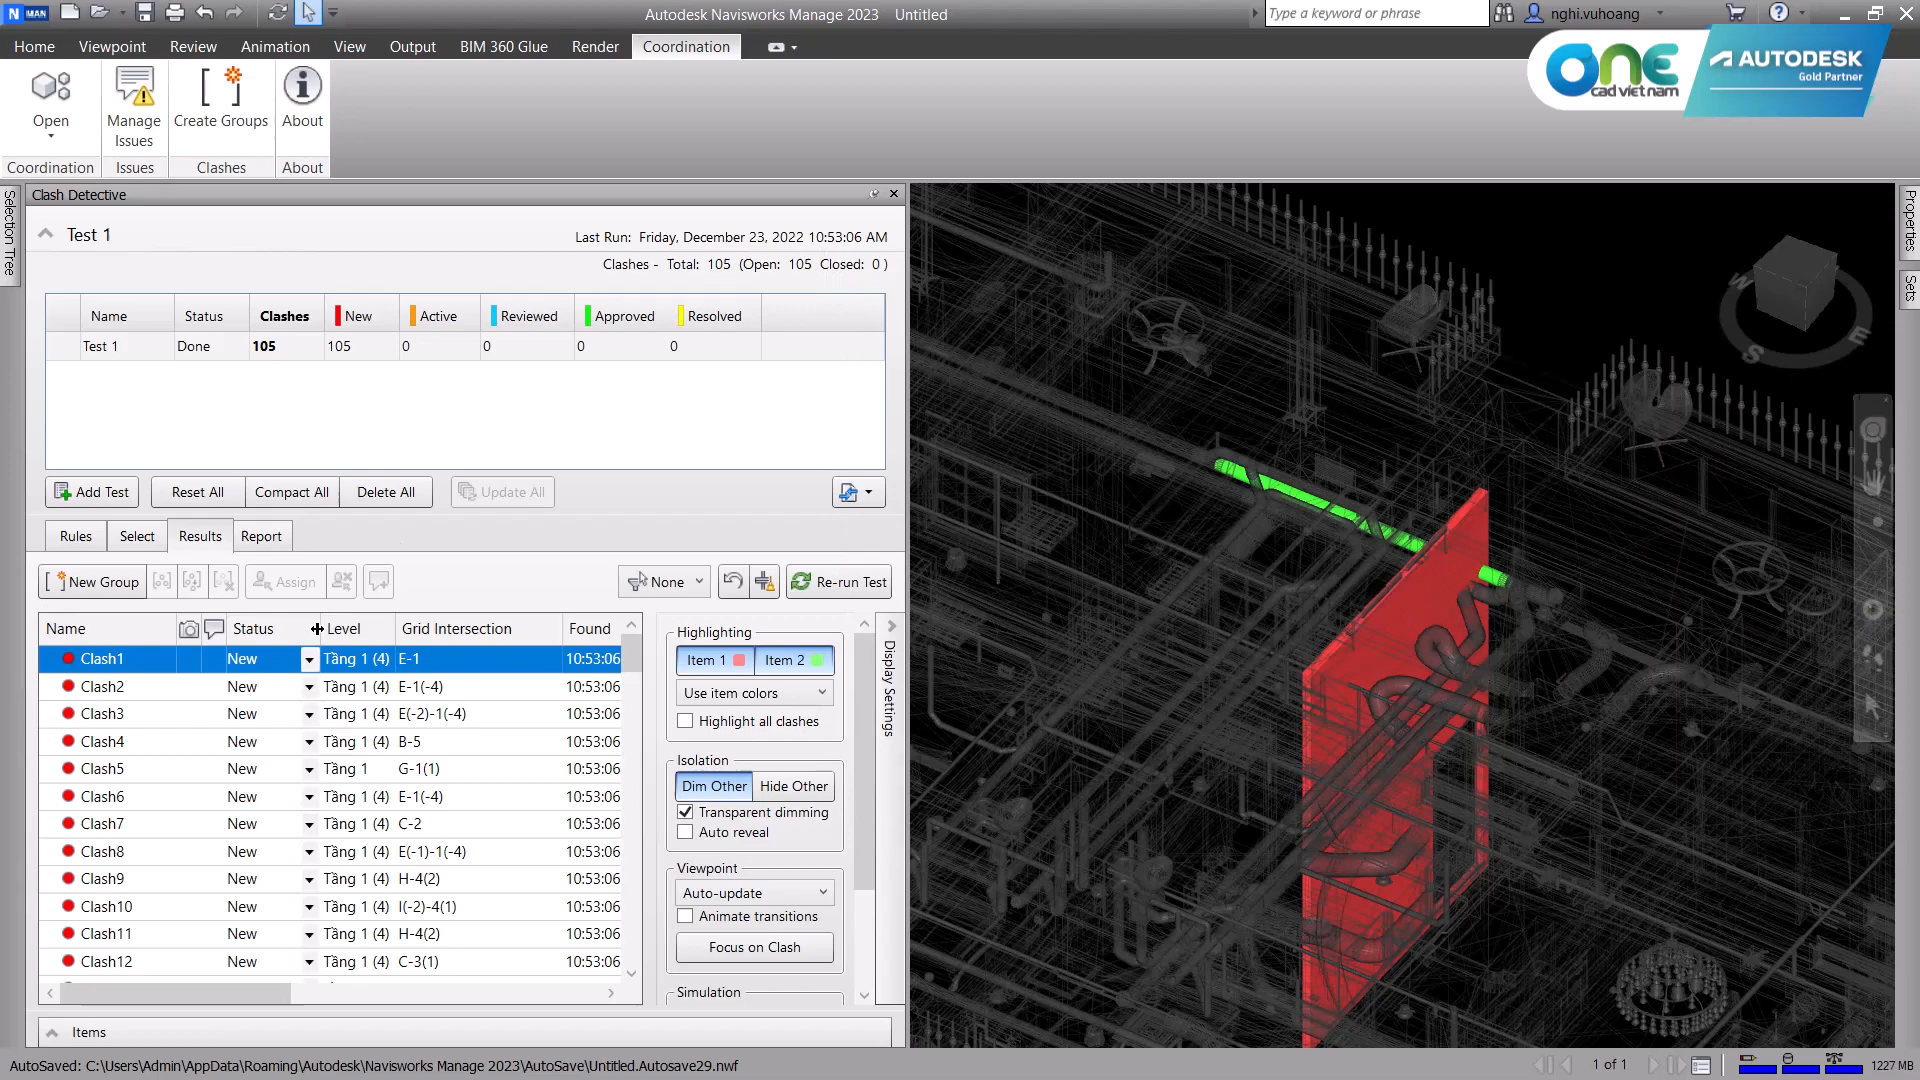 N MAN
Autodesk Navisworks Manage 2023 Untitled
Type a keyword or phrase
nghi.vuhoang
Home Viewpoint Review Animation View Output BIM 360 Glue Render Coordination
Open
Manage Issues
Create Groups
About
Coordination Issues Clashes About
one
cad việt nam
AUTODESK
Gold Partner
Selection Tree
Properties
Sets
Clash Detective
Test 1
Last Run: Friday, December 23, 2022 10:53:06 AM
Clashes - Total: 105 (Open: 105 Closed: 0 )
Name Status Clashes New Active Reviewed Approved Resolved
Test 1 Done 105 105 0 0 0 0
Add Test Reset All Compact All Delete All Update All
Rules Select Results Report
New Group Assign None Re-run Test
Name Status Level Grid Intersection Found
Clash1 New Tầng 1 (4) E-1 10:53:06
Clash2 New Tầng 1 (4) E-1(-4) 10:53:06
Clash3 New Tầng 1 (4) E(-2)-1(-4) 10:53:06
Clash4 New Tầng 1 (4) B-5 10:53:06
Clash5 New Tầng 1 G-1(1) 10:53:06
Clash6 New Tầng 1 (4) E-1(-4) 10:53:06
Clash7 New Tầng 1 (4) C-2 10:53:06
Clash8 New Tầng 1 (4) E(-1)-1(-4) 10:53:06
Clash9 New Tầng 1 (4) H-4(2) 10:53:06
Clash10 New Tầng 1 (4) I(-2)-4(1) 10:53:06
Clash11 New Tầng 1 (4) H-4(2) 10:53:06
Clash12 New Tầng 1 (4) C-3(1) 10:53:06
Highlighting
Item 1 Item 2
Use item colors
Highlight all clashes
Isolation
Dim Other Hide Other
Transparent dimming
Auto reveal
Viewpoint
Auto-update
Animate transitions
Focus on Clash
Simulation
Display Settings
Items
W
S
E
AutoSaved: C:\Users\Admin\AppData\Roaming\Autodesk\Navisworks Manage 2023\AutoSave\Untitled.Autosave29.nwf
1 of 1
1227 MB